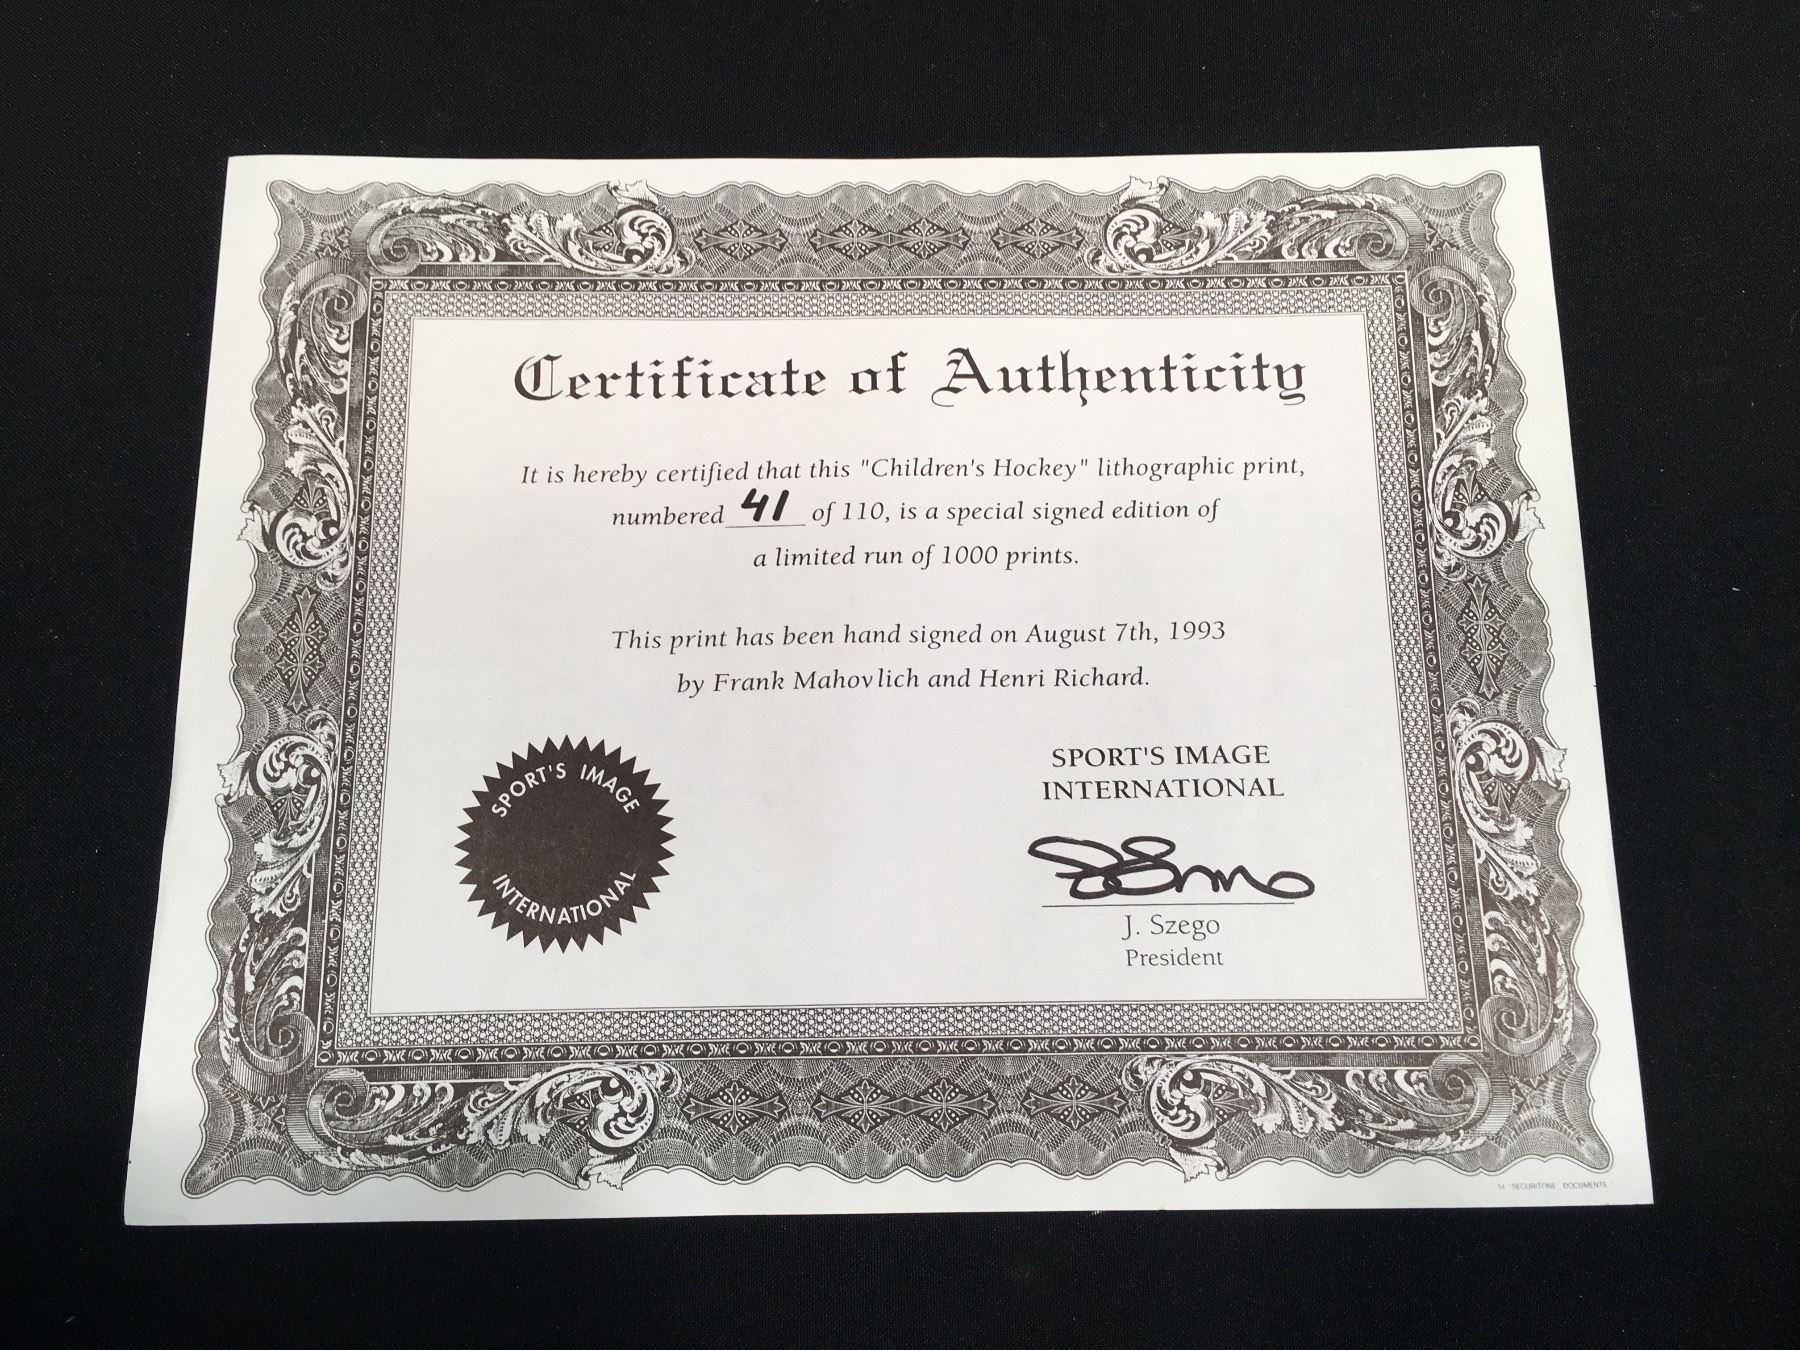 Certificate of Authenticity
It is hereby certified that this "Children's Hockey" lithographic print,
numbered 41 of 110, is a special signed edition of
a limited run of 1000 prints.
This print has been hand signed on August 7th, 1993
by Frank Mahovlich and Henri Richard.
SPORT'S IMAGE
INTERNATIONAL
SPORT'S IMAGE
INTERNATIONAL
J. Szego
President
SECURITONE DOCUMENTS